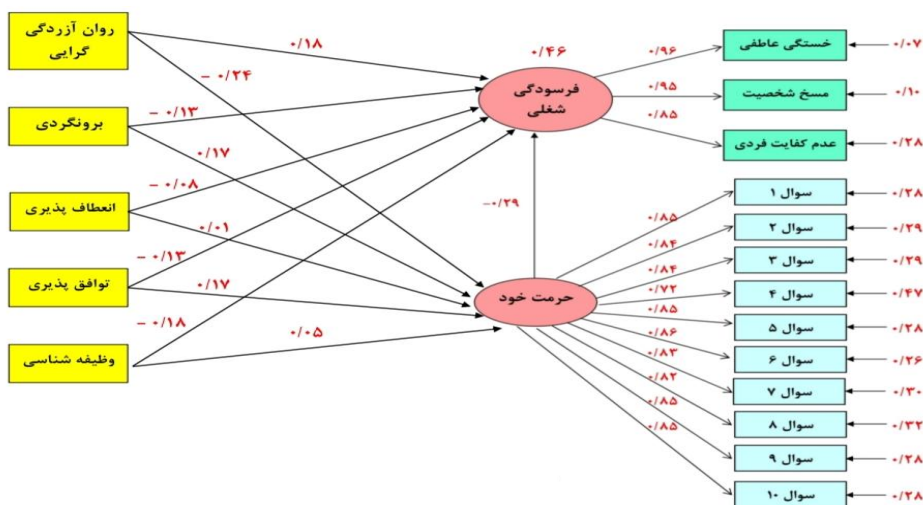 روان آزردگی
گرایی
برونگردی
انعطاف پذیری
توافق پذیری
وظیفه شناسی
۰/۱۸
− ۰/۲۴
− ۰/۱۳
۰/۱۷
− ۰/۰۸
۰/۰۱
− ۰/۱۳
۰/۱۷
− ۰/۱۸
۰/۰۵
۰/۴۶
فرسودگی
شغلی
−۰/۲۹
حرمت خود
۰/۹۶
۰/۹۵
۰/۸۵
خستگی عاطفی
۰/۰۷
مسخ شخصیت
۰/۱۰
عدم کفایت فردی
۰/۲۸
۰/۸۵
۰/۸۴
۰/۸۴
۰/۷۲
۰/۸۵
۰/۸۶
۰/۸۳
۰/۸۲
۰/۸۵
۰/۸۵
سوال ۱
۰/۲۸
سوال ۲
۰/۲۹
سوال ۳
۰/۲۹
سوال ۴
۰/۴۷
سوال ۵
۰/۲۸
سوال ۶
۰/۲۶
سوال ۷
۰/۳۰
سوال ۸
۰/۳۲
سوال ۹
۰/۲۸
سوال ۱۰
۰/۲۸